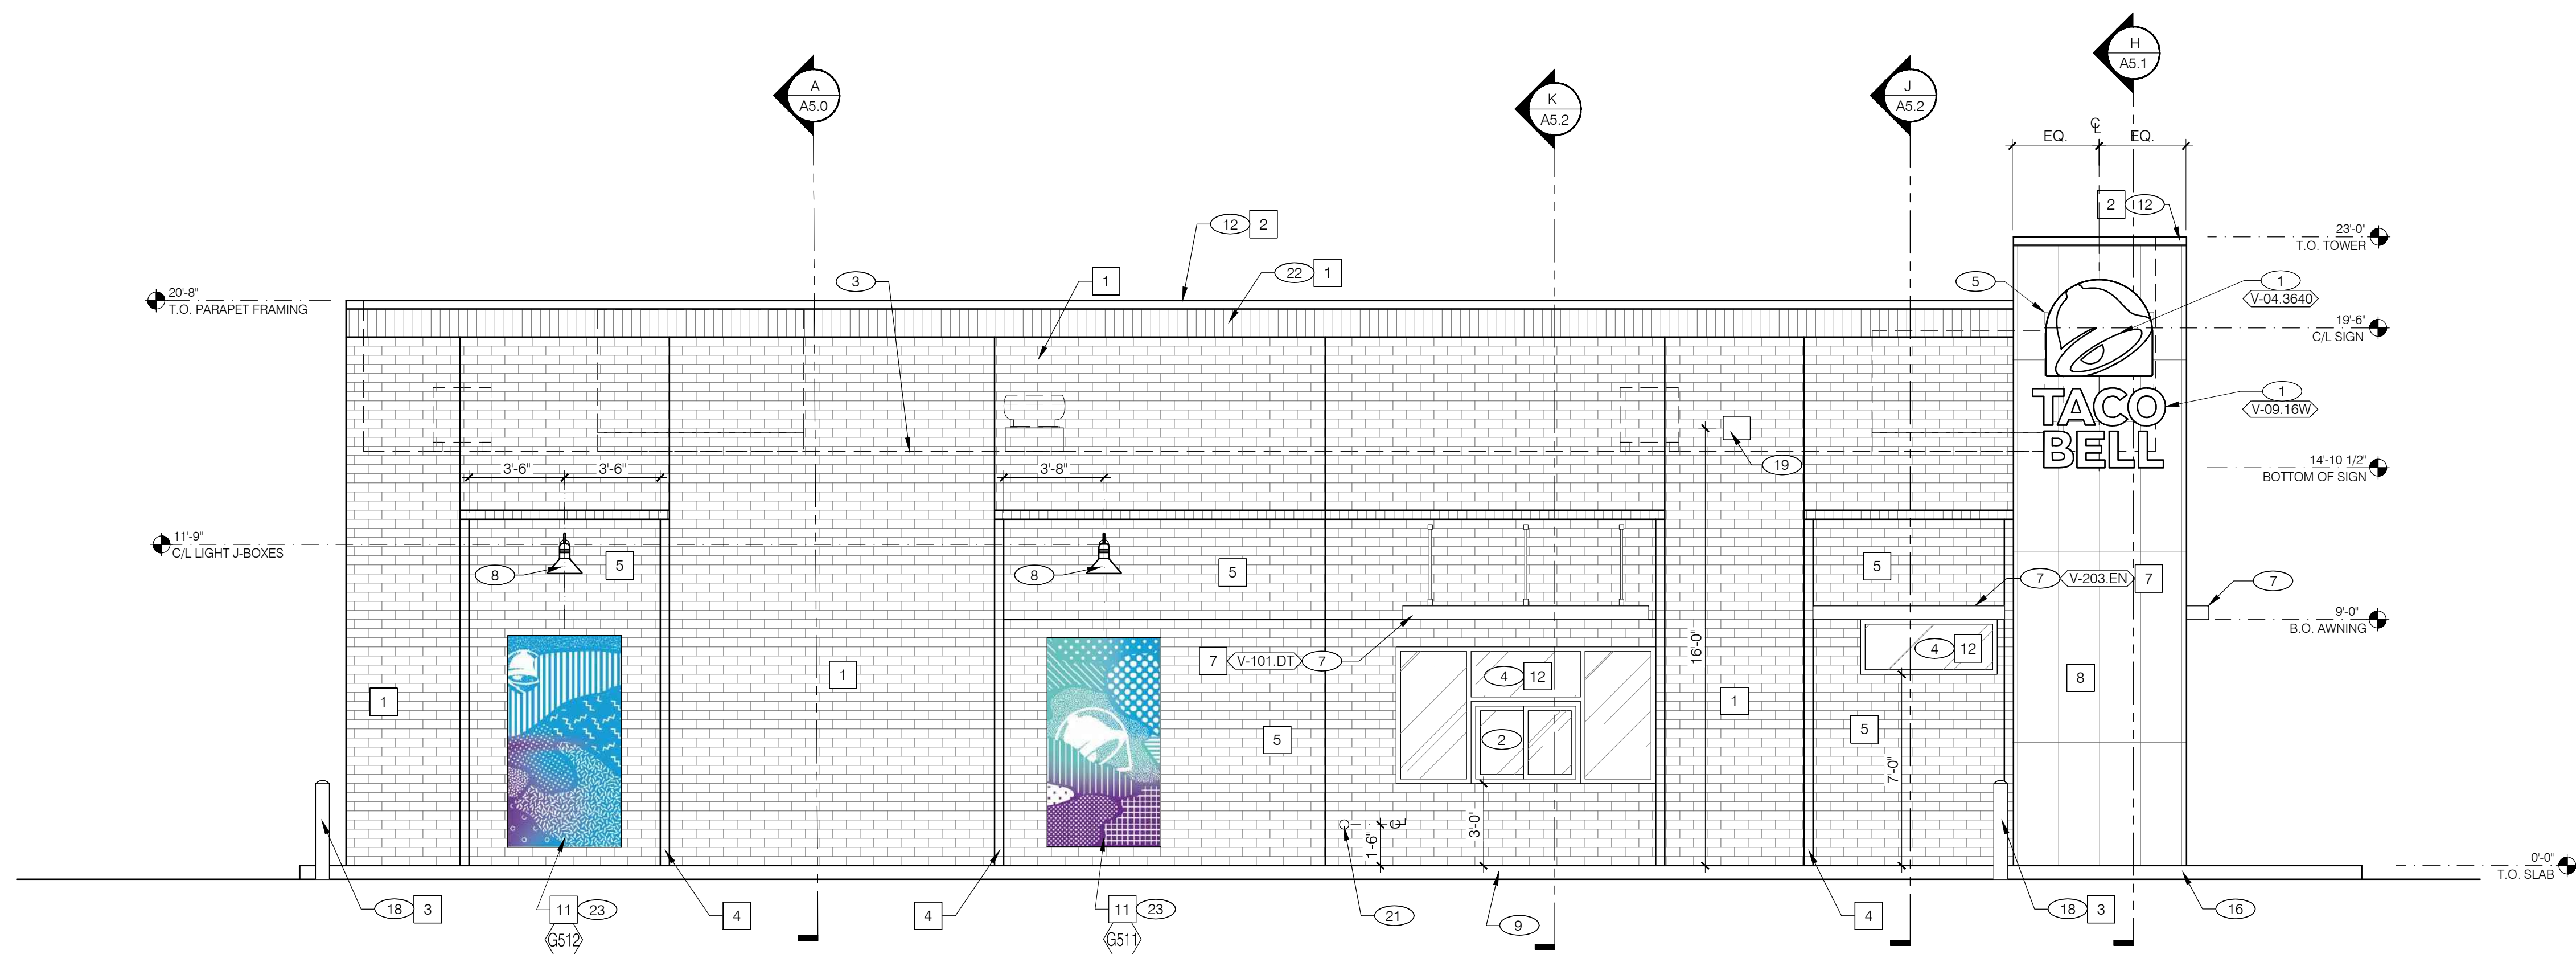 H
A5.1
A
A5.0
K
A5.2
J
A5.2
℄
EQ.
EQ.
2
12
12
2
23'-0"
T.O. TOWER
3
1
22
1
5
1
V-04.3640
20'-8"
T.O. PARAPET FRAMING
19'-6"
C/L SIGN
1
V-09.16W
TACO
BELL
19
3'-6"
3'-6"
3'-8"
14'-10 1/2"
BOTTOM OF SIGN
11'-9"
C/L LIGHT J-BOXES
8
5
8
5
5
7
V-203.EN
7
7
9'-0"
B.O. AWNING
7
V-101.DT
7
4
12
4
12
16'-0"
1
1
1
8
5
5
2
7'-0"
3'-0"
1'-6"
℄
0'-0"
T.O. SLAB
18
3
11
23
G512
4
4
11
23
G511
21
9
4
18
3
16